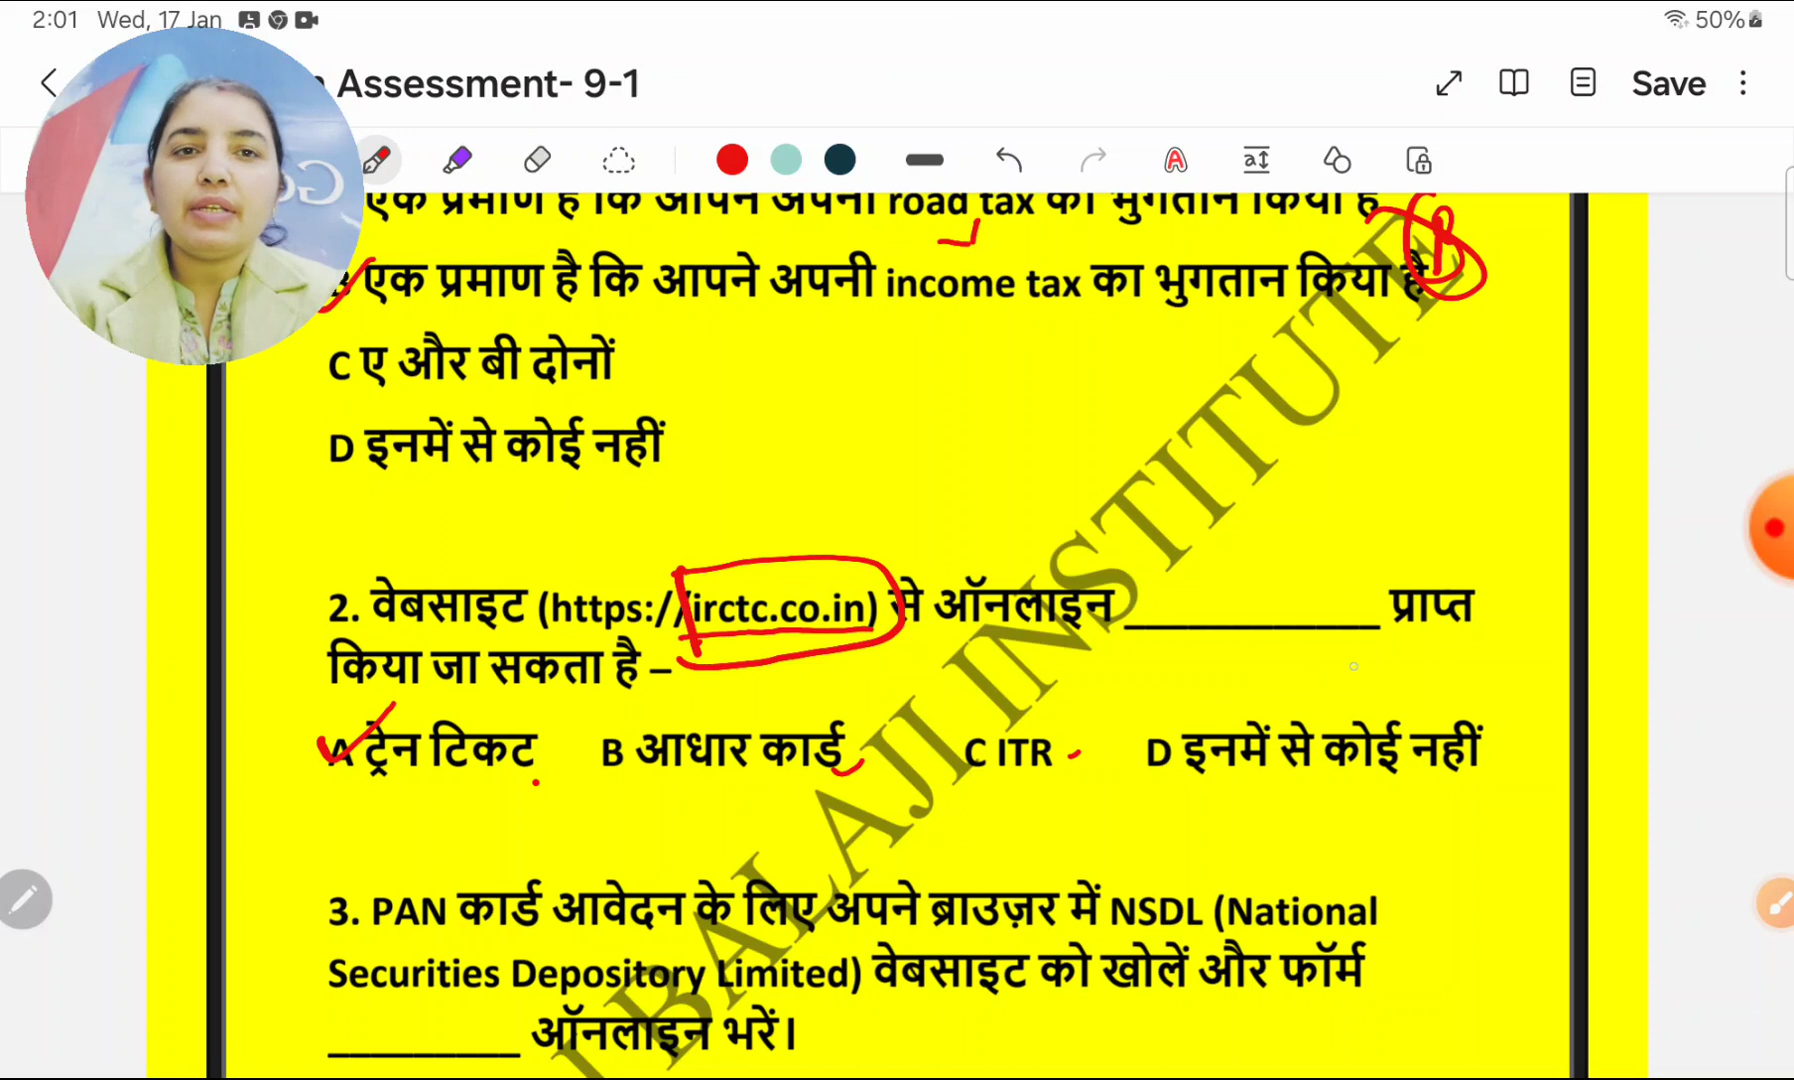 2:01 Wed, 17 Jan
50%
Assessment- 9-1
Save
एक प्रमाण है कि आपने अपनी road tax का भुगतान किया है
B एक प्रमाण है कि आपने अपनी income tax का भुगतान किया है
C ए और बी दोनों
D इनमें से कोई नहीं
2. वेबसाइट (https://irctc.co.in) से ऑनलाइन____________ प्राप्त
किया जा सकता है –
A ट्रेन टिकट B आधार कार्ड C ITR D इनमें से कोई नहीं
3. PAN कार्ड आवेदन के लिए अपने ब्राउज़र में NSDL (National
Securities Depository Limited) वेबसाइट को खोलें और फॉर्म
_________ ऑनलाइन भरें।
BALAJI INSTITUTE